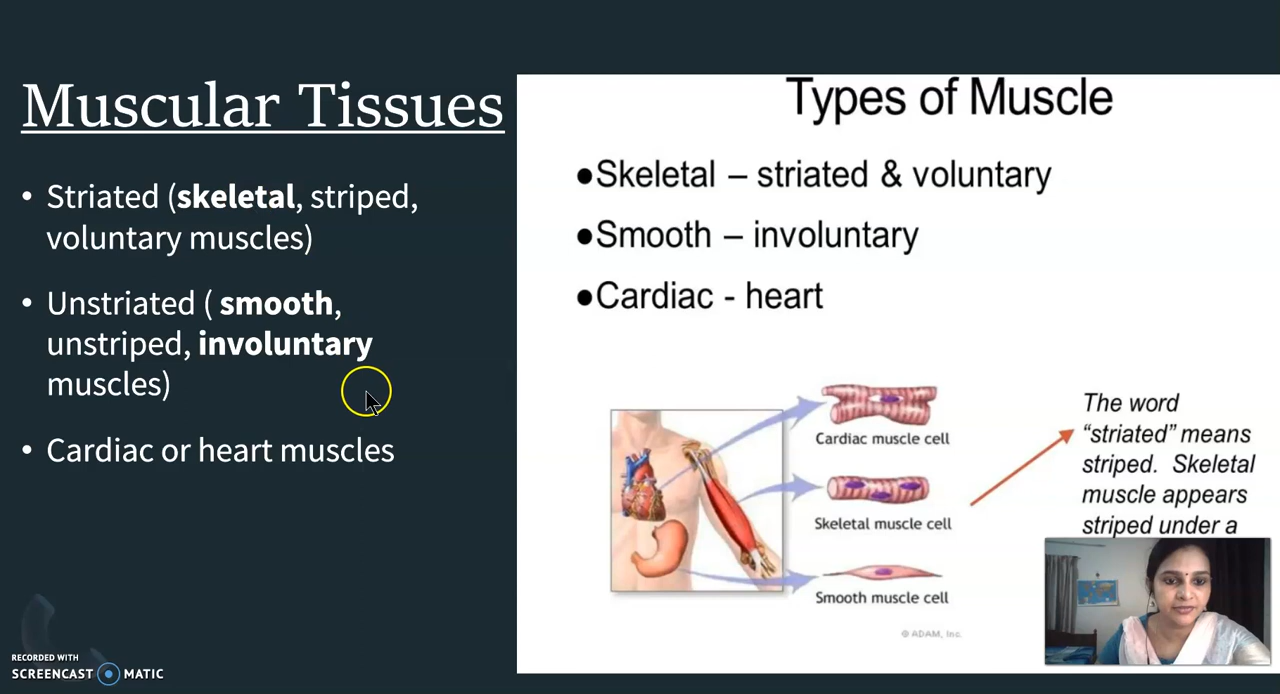 Muscular Tissues
• Striated (skeletal, striped,
voluntary muscles)
• Unstriated ( smooth,
unstriped, involuntary
muscles)
• Cardiac or heart muscles
RECORDED WITH
SCREENCAST MATIC
Types of Muscle
●Skeletal – striated & voluntary
●Smooth – involuntary
●Cardiac - heart
Cardiac muscle cell
Skeletal muscle cell
Smooth muscle cell
© ADAM, Inc.
The word
“striated” means
striped. Skeletal
muscle appears
striped under a